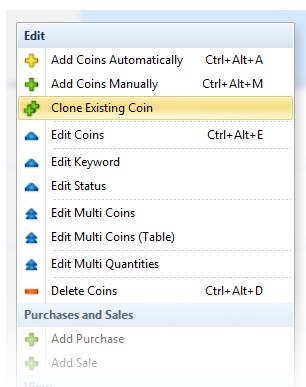 Edit
Add Coins Automatically Ctrl+Alt+A
Add Coins Manually Ctrl+Alt+M
Clone Existing Coin
Edit Coins Ctrl+Alt+E
Edit Keyword
Edit Status
Edit Multi Coins
Edit Multi Coins (Table)
Edit Multi Quantities
Delete Coins Ctrl+Alt+D
Purchases and Sales
Add Purchase
Add Sale
View